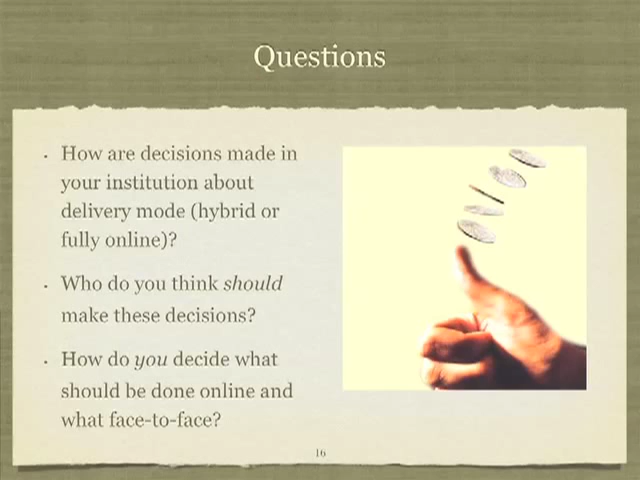 Questions
• How are decisions made in
your institution about
delivery mode (hybrid or
fully online)?
• Who do you think should
make these decisions?
• How do you decide what
should be done online and
what face-to-face?
16